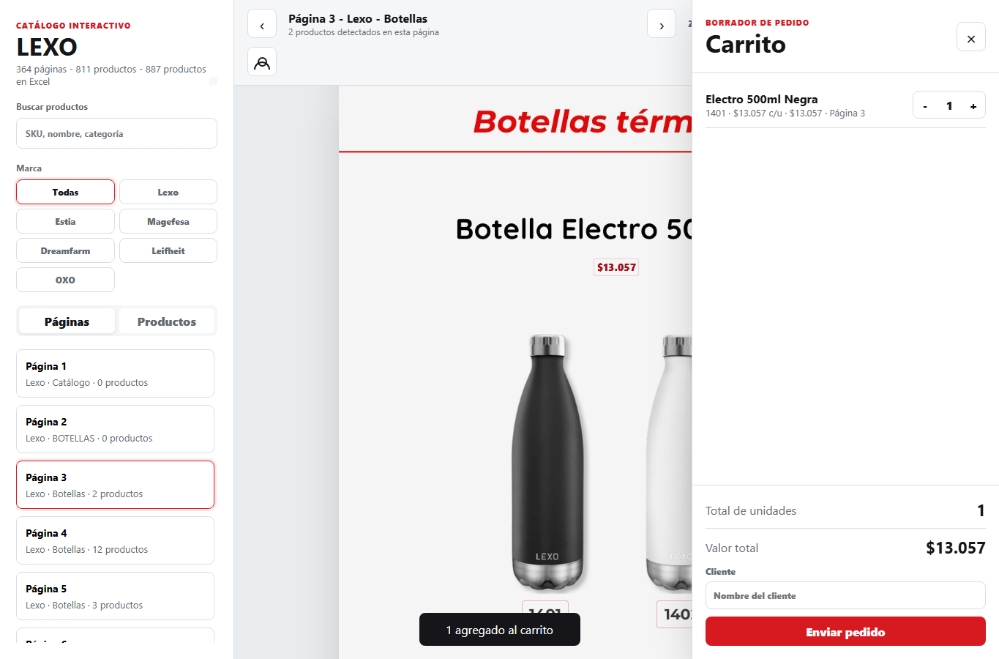 CATÁLOGO INTERACTIVO
LEXO
364 páginas - 811 productos - 887 productos
en Excel
Buscar productos
SKU, nombre, categoría
Marca
Todas
Lexo
Estia
Magefesa
Dreamfarm
Leifheit
OXO
Páginas
Productos
Página 1
Lexo · Catálogo · 0 productos
Página 2
Lexo · BOTELLAS · 0 productos
Página 3
Lexo · Botellas · 2 productos
Página 4
Lexo · Botellas · 12 productos
Página 5
Lexo · Botellas · 3 productos
‹
Página 3 - Lexo - Botellas
2 productos detectados en esta página
›
Botellas térm
Botella Electro 50
$13.057
LEXO
LEXO
1401
140
1 agregado al carrito
BORRADOR DE PEDIDO
Carrito
×
Electro 500ml Negra
1401 · $13.057 c/u · $13.057 · Página 3
- 1 +
Total de unidades
1
Valor total
$13.057
Cliente
Nombre del cliente
Enviar pedido